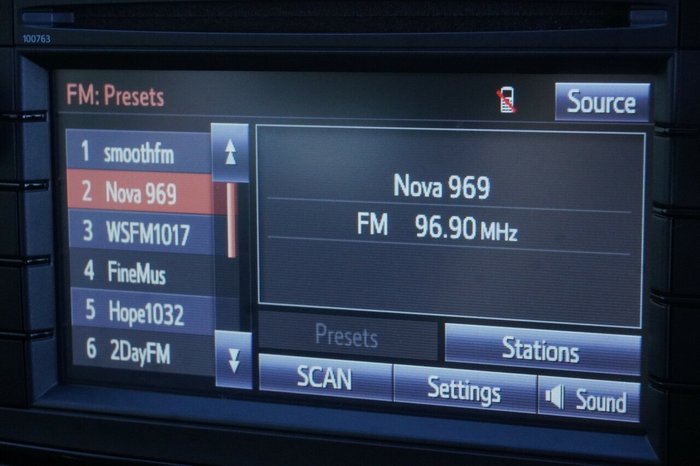 100763
FM: Presets
Source
1 smoothfm
2 Nova 969
3 WSFM1017
4 FineMus
5 Hope1032
6 2DayFM
Nova 969
FM 96.90 MHz
Presets
Stations
SCAN
Settings
Sound